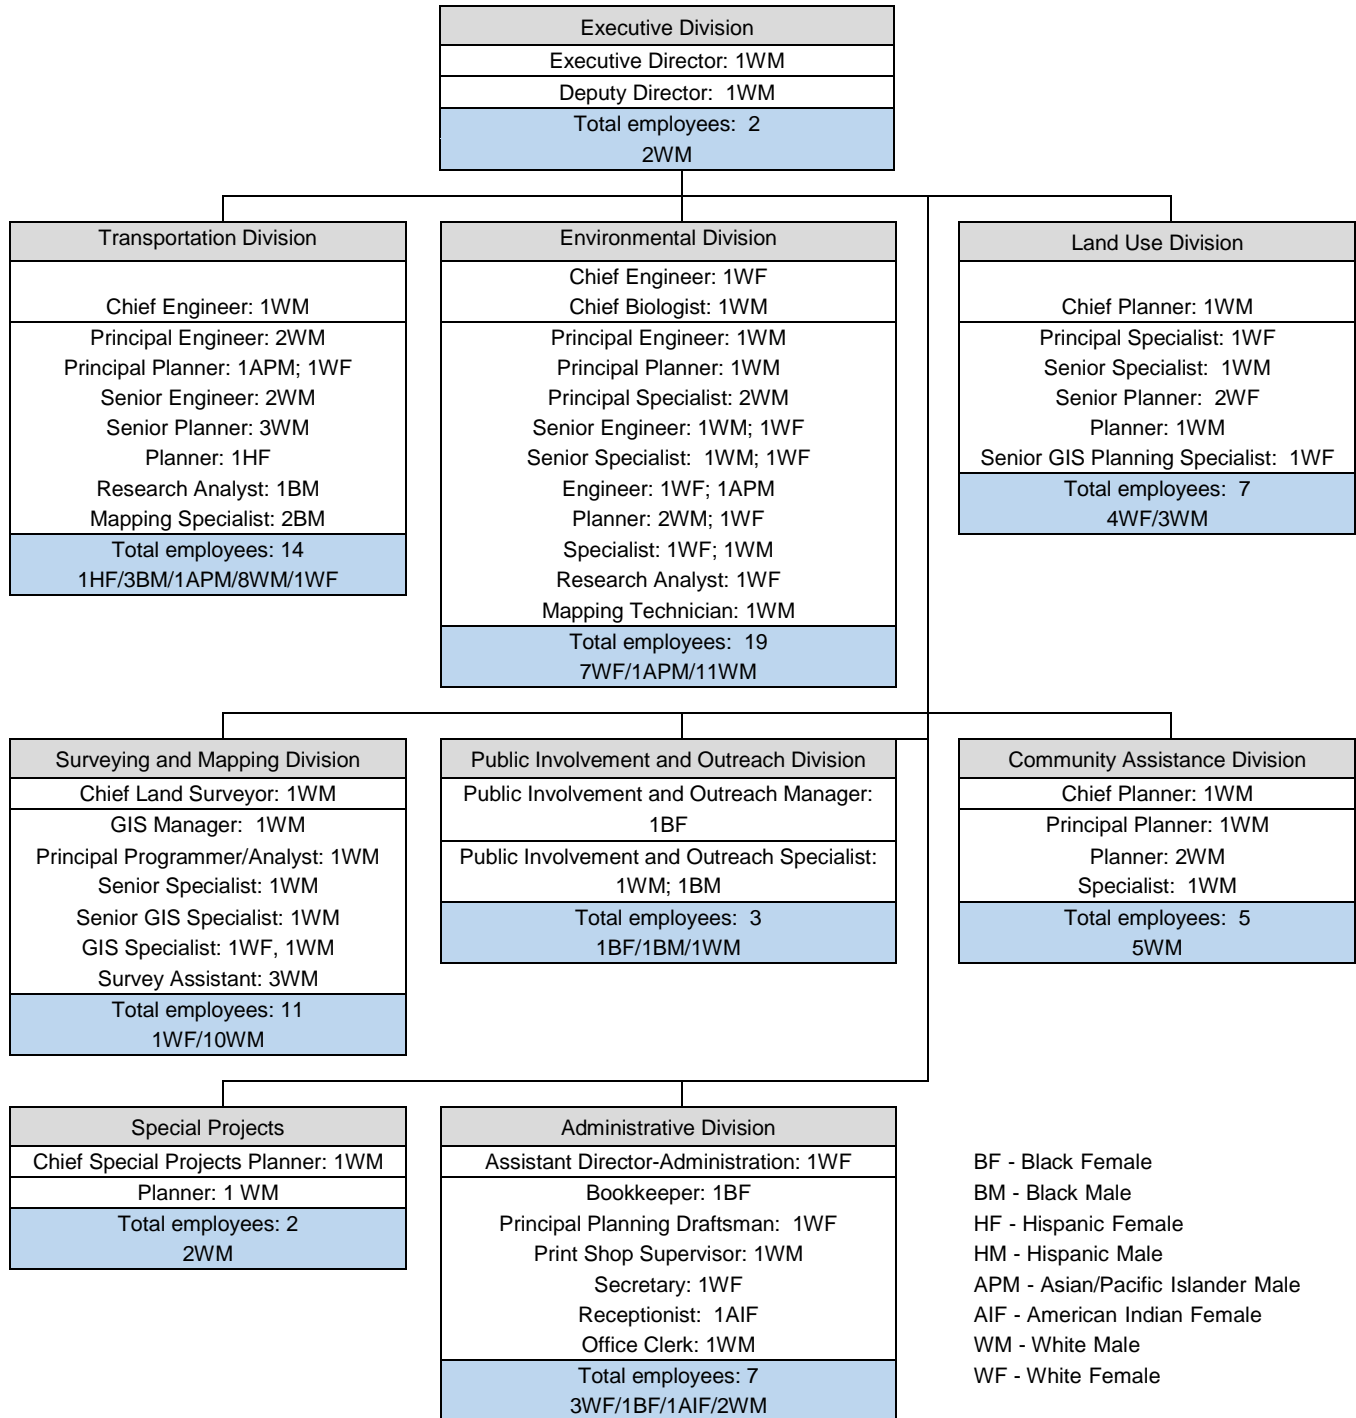 Executive Division
Executive Director: 1WM
Deputy Director: 1WM
Total employees: 2
2WM
Transportation Division
Chief Engineer: 1WM
Principal Engineer: 2WM
Principal Planner: 1APM; 1WF
Senior Engineer: 2WM
Senior Planner: 3WM
Planner: 1HF
Research Analyst: 1BM
Mapping Specialist: 2BM
Total employees: 14
1HF/3BM/1APM/8WM/1WF
Environmental Division
Chief Engineer: 1WF
Chief Biologist: 1WM
Principal Engineer: 1WM
Principal Planner: 1WM
Principal Specialist: 2WM
Senior Engineer: 1WM; 1WF
Senior Specialist: 1WM; 1WF
Engineer: 1WF; 1APM
Planner: 2WM; 1WF
Specialist: 1WF; 1WM
Research Analyst: 1WF
Mapping Technician: 1WM
Total employees: 19
7WF/1APM/11WM
Land Use Division
Chief Planner: 1WM
Principal Specialist: 1WF
Senior Specialist: 1WM
Senior Planner: 2WF
Planner: 1WM
Senior GIS Planning Specialist: 1WF
Total employees: 7
4WF/3WM
Surveying and Mapping Division
Chief Land Surveyor: 1WM
GIS Manager: 1WM
Principal Programmer/Analyst: 1WM
Senior Specialist: 1WM
Senior GIS Specialist: 1WM
GIS Specialist: 1WF, 1WM
Survey Assistant: 3WM
Total employees: 11
1WF/10WM
Public Involvement and Outreach Division
Public Involvement and Outreach Manager:
1BF
Public Involvement and Outreach Specialist:
1WM; 1BM
Total employees: 3
1BF/1BM/1WM
Community Assistance Division
Chief Planner: 1WM
Principal Planner: 1WM
Planner: 2WM
Specialist: 1WM
Total employees: 5
5WM
Special Projects
Chief Special Projects Planner: 1WM
Planner: 1 WM
Total employees: 2
2WM
Administrative Division
Assistant Director-Administration: 1WF
Bookkeeper: 1BF
Principal Planning Draftsman: 1WF
Print Shop Supervisor: 1WM
Secretary: 1WF
Receptionist: 1AIF
Office Clerk: 1WM
Total employees: 7
3WF/1BF/1AIF/2WM
BF - Black Female
BM - Black Male
HF - Hispanic Female
HM - Hispanic Male
APM - Asian/Pacific Islander Male
AIF - American Indian Female
WM - White Male
WF - White Female